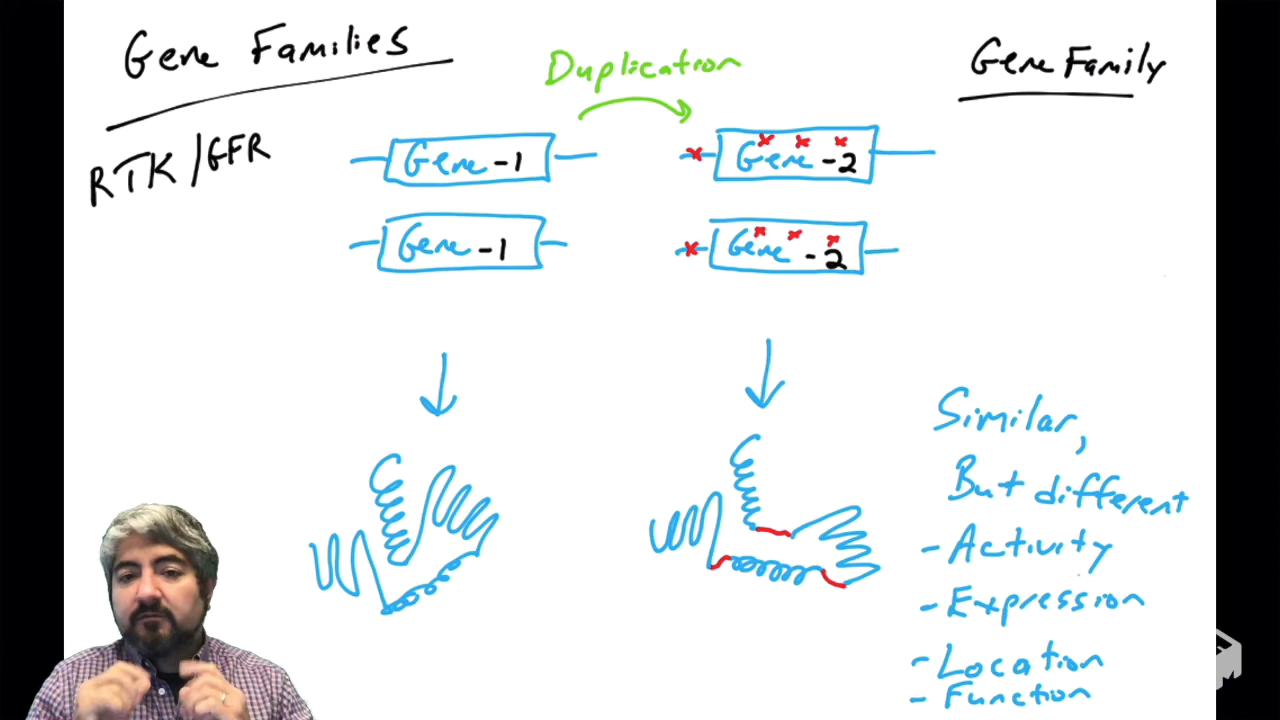 Gene Families
Duplication
Gene Family
RTK/GFR
Gene-1
Gene-2
Gene-1
Gene-2
Similar,
But different
- Activity
- Expression
- Location
- Function